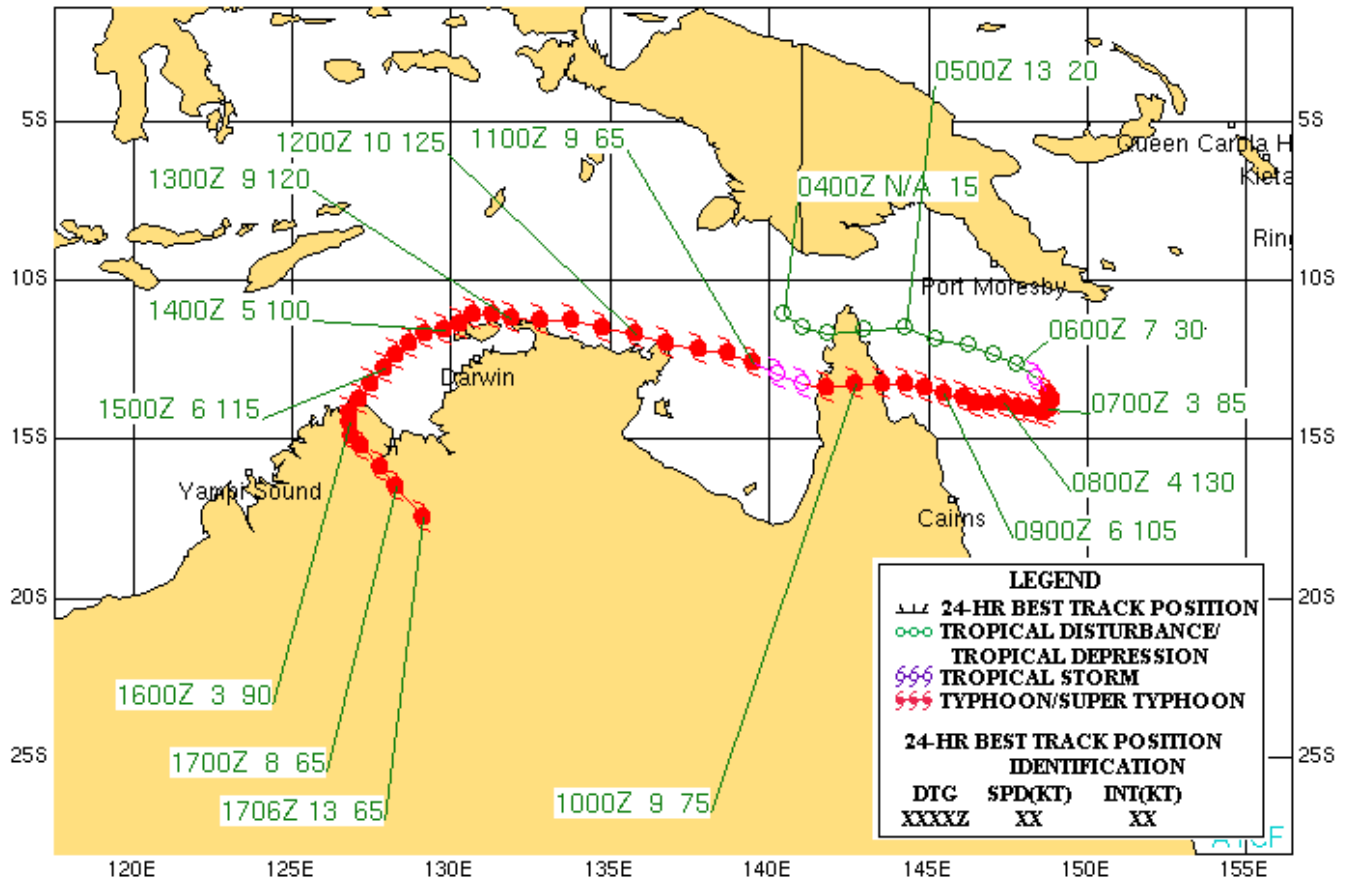 0500Z 13 20
5S
5S
1200Z 10 125
1100Z 9 65
Queen Carola H
1300Z 9 120
0400Z N/A 15
Kieta
Ring
10S
10S
Port Moresby
1400Z 5 100
0600Z 7 30
Darwin
1500Z 6 115
0700Z 3 85
15S
15S
Yampi Sound
0800Z 4 130
Cairns
0900Z 6 105
LEGEND
24-HR BEST TRACK POSITION
TROPICAL DISTURBANCE/
TROPICAL DEPRESSION
TROPICAL STORM
TYPHOON/SUPER TYPHOON
20S
20S
1600Z 3 90
24-HR BEST TRACK POSITION
IDENTIFICATION
DTG SPD(KT) INT(KT)
XXXXZ XX XX
25S
25S
1700Z 8 65
1706Z 13 65
1000Z 9 75
120E 125E 130E 135E 140E 145E 150E 155E